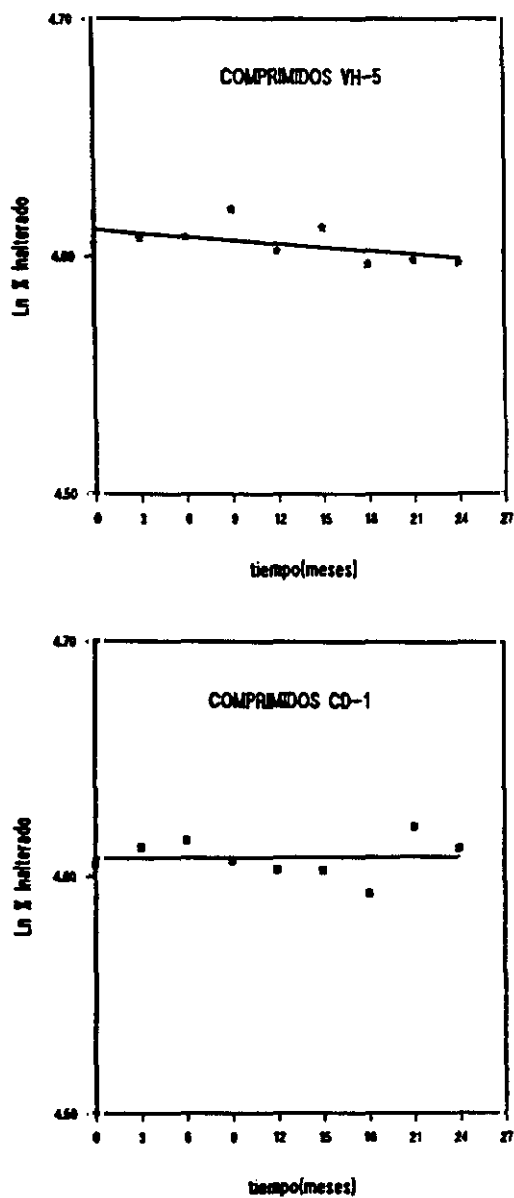 4.70
COMPRIMIDOS VH-5
Ln % inalterado
4.60
4.50
0 3 6 9 12 15 18 21 24 27
tiempo(meses)
4.70
COMPRIMIDOS CD-1
Ln % inalterado
4.60
4.50
0 3 6 9 12 15 18 21 24 27
tiempo(meses)